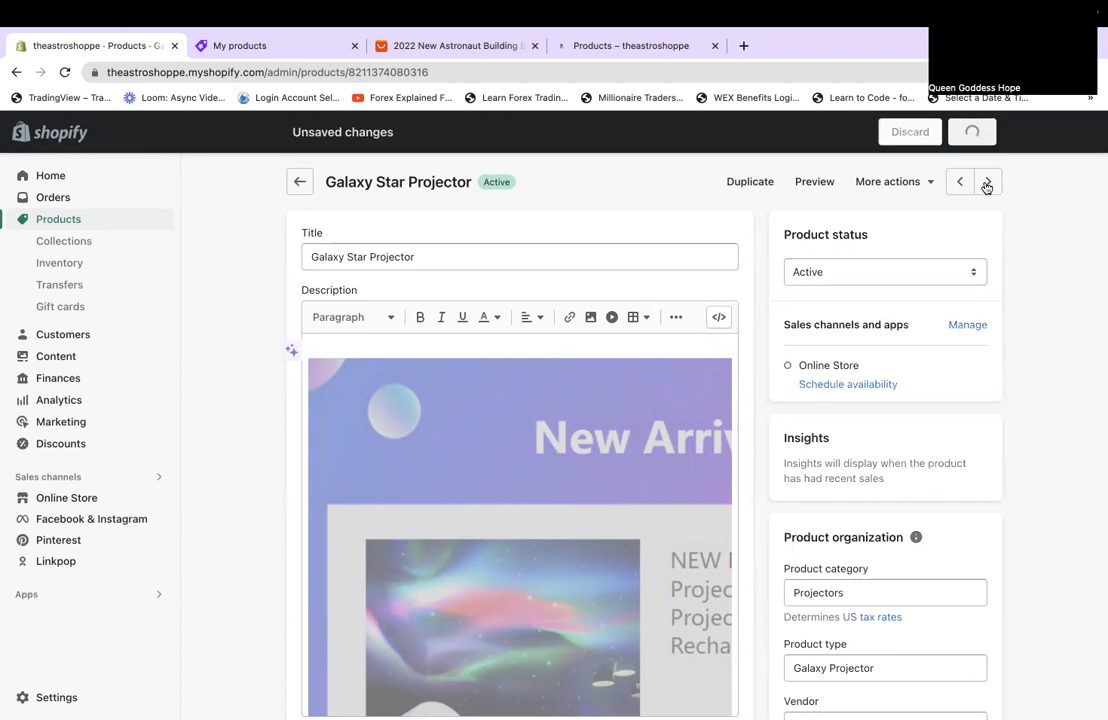 theastroshoppe · Products · Ga
My products
2022 New Astronaut Building B
Products – theastroshoppe
theastroshoppe.myshopify.com/admin/products/8211374080316
Queen Goddess Hope
TradingView – Tra...
Loom: Async Vide...
Login Account Sel...
Forex Explained F...
Learn Forex Tradin...
Millionaire Traders...
WEX Benefits Logi...
Learn to Code - fo...
Select a Date & Ti...
shopify
Unsaved changes
Discard
Home
Orders
Products
Collections
Inventory
Transfers
Gift cards
Customers
Content
Finances
Analytics
Marketing
Discounts
Sales channels
Online Store
Facebook & Instagram
Pinterest
Linkpop
Apps
Settings
Galaxy Star Projector
Active
Duplicate
Preview
More actions
Title
Galaxy Star Projector
Description
Paragraph
B I U A
</>
New Arriv
NEW
Projec
Projec
Recha
Product status
Active
Sales channels and apps
Manage
Online Store
Schedule availability
Insights
Insights will display when the product
has had recent sales
Product organization
Product category
Projectors
Determines US tax rates
Product type
Galaxy Projector
Vendor